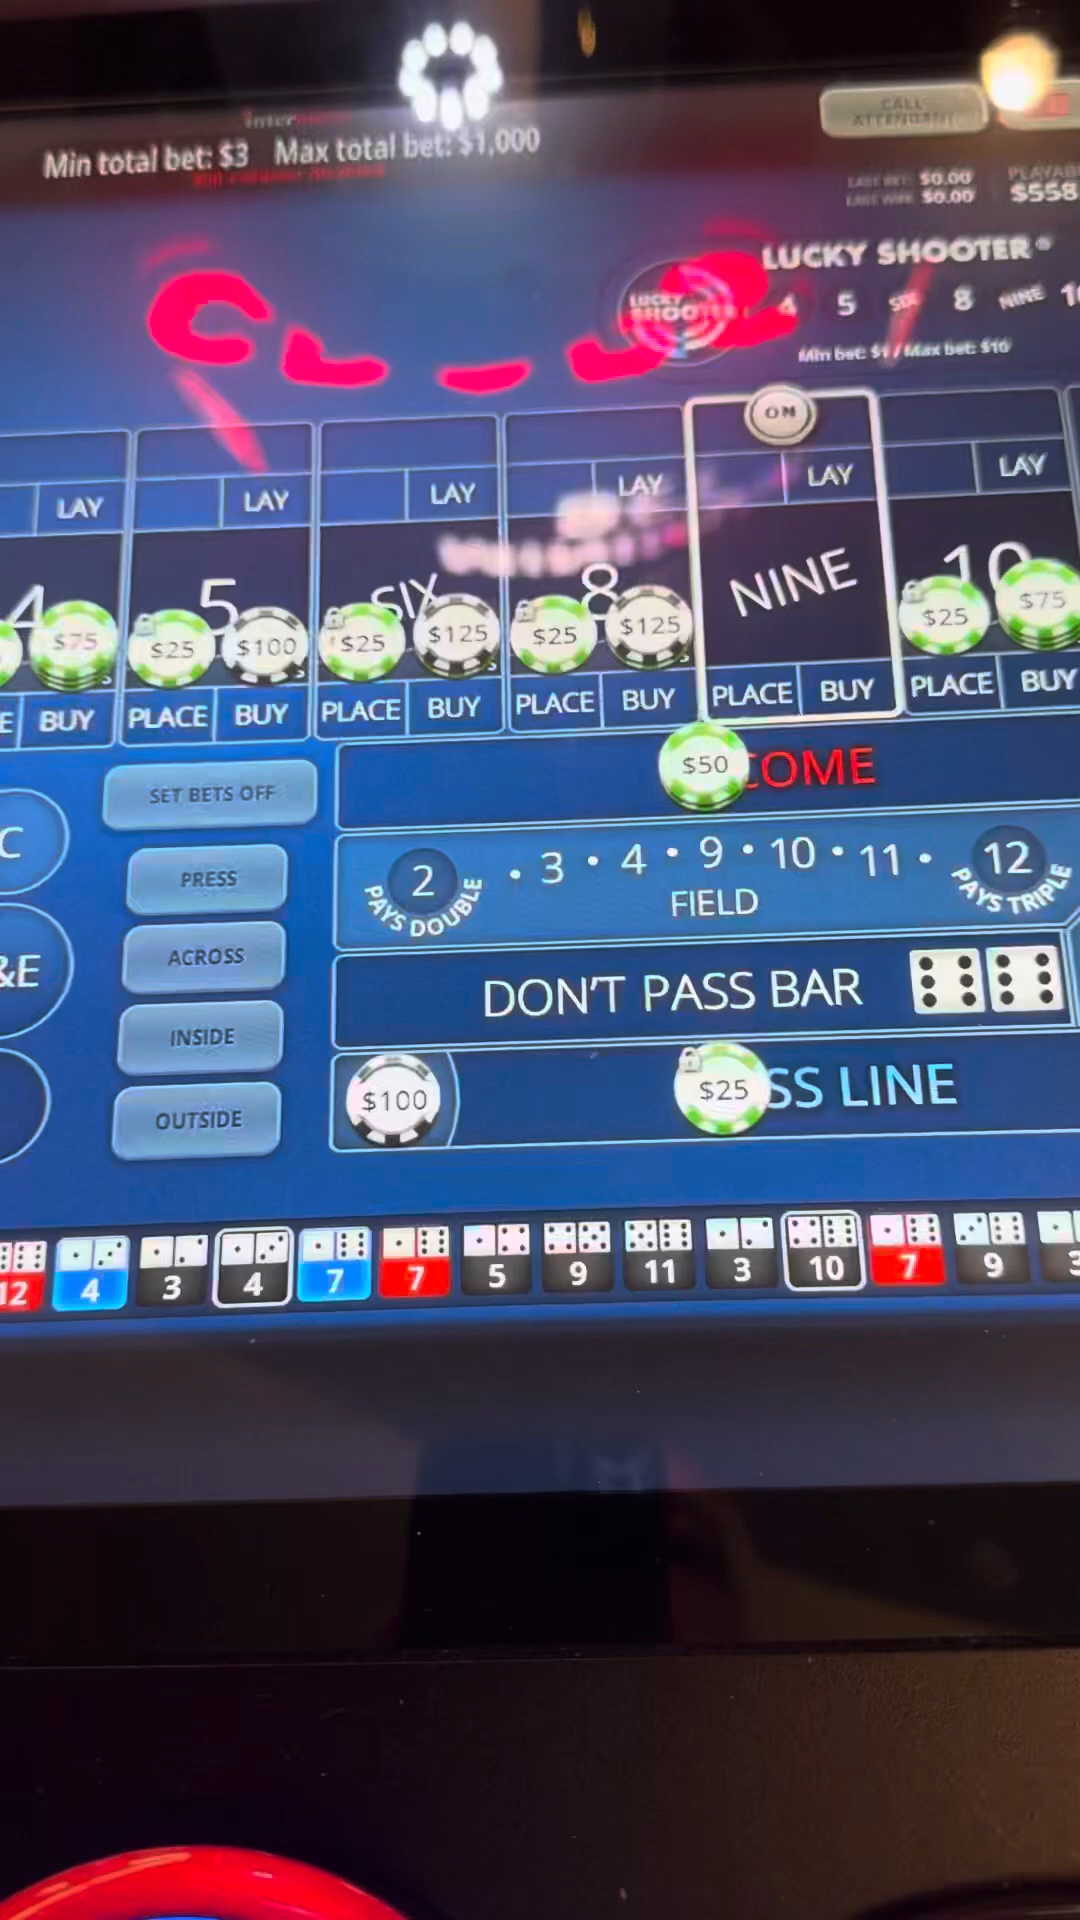 Inter
Min total bet: $3 Max total bet: $1,000
CALL
ATTENDANT
LAST BET: $0.00
LAST WIN: $0.00
PLAYAB
$558
LUCKY SHOOTER®
LUCKY
SHOOTER
4 5 SIX 8 NINE 1
Min bet: $1 / Max bet: $10
ON
LAY LAY LAY LAY LAY LAY
4 5 SIX 8 NINE 10
$75 $25 $100 $25 $125 $25 $125 $25 $75
E BUY PLACE BUY PLACE BUY PLACE BUY PLACE BUY PLACE BUY
SET BETS OFF
$50 COME
C
PRESS
2 PAYS DOUBLE • 3 • 4 • 9 • 10 • 11 • 12 PAYS TRIPLE
FIELD
&E
ACROSS
DON'T PASS BAR
INSIDE
$100 $25 SS LINE
OUTSIDE
12 4 3 4 7 7 5 9 11 3 10 7 9 3